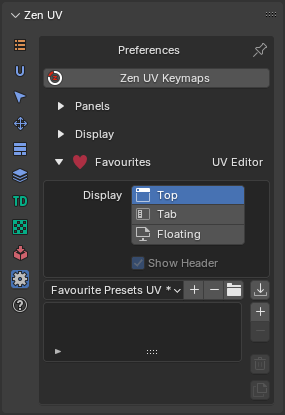 Zen UV
Preferences
Zen UV Keymaps
Panels
Display
Favourites UV Editor
Display Top
Tab
Floating
Show Header
TD
Favourite Presets UV *